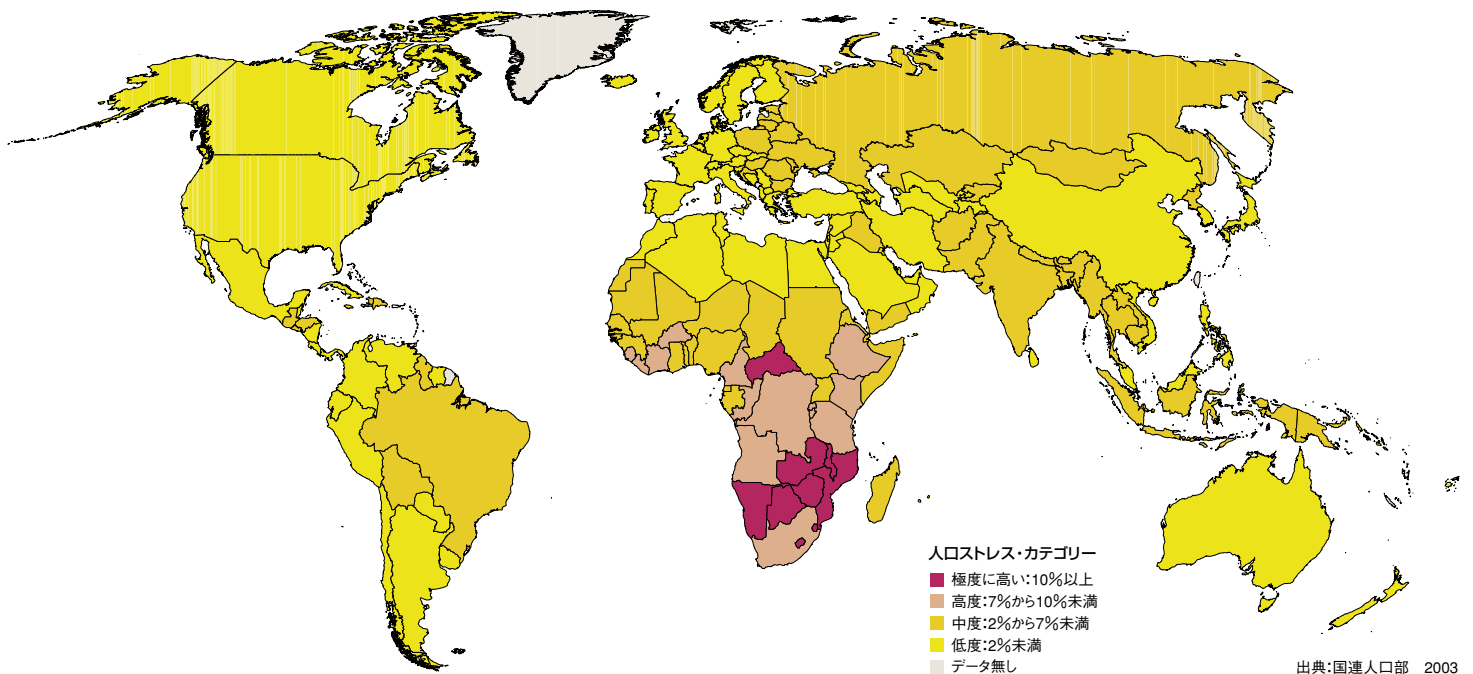 人口ストレス・カテゴリー
極度に高い:10%以上
高度:7%から10%未満
中度:2%から7%未満
低度:2%未満
データ無し
出典:国連人口部 2003